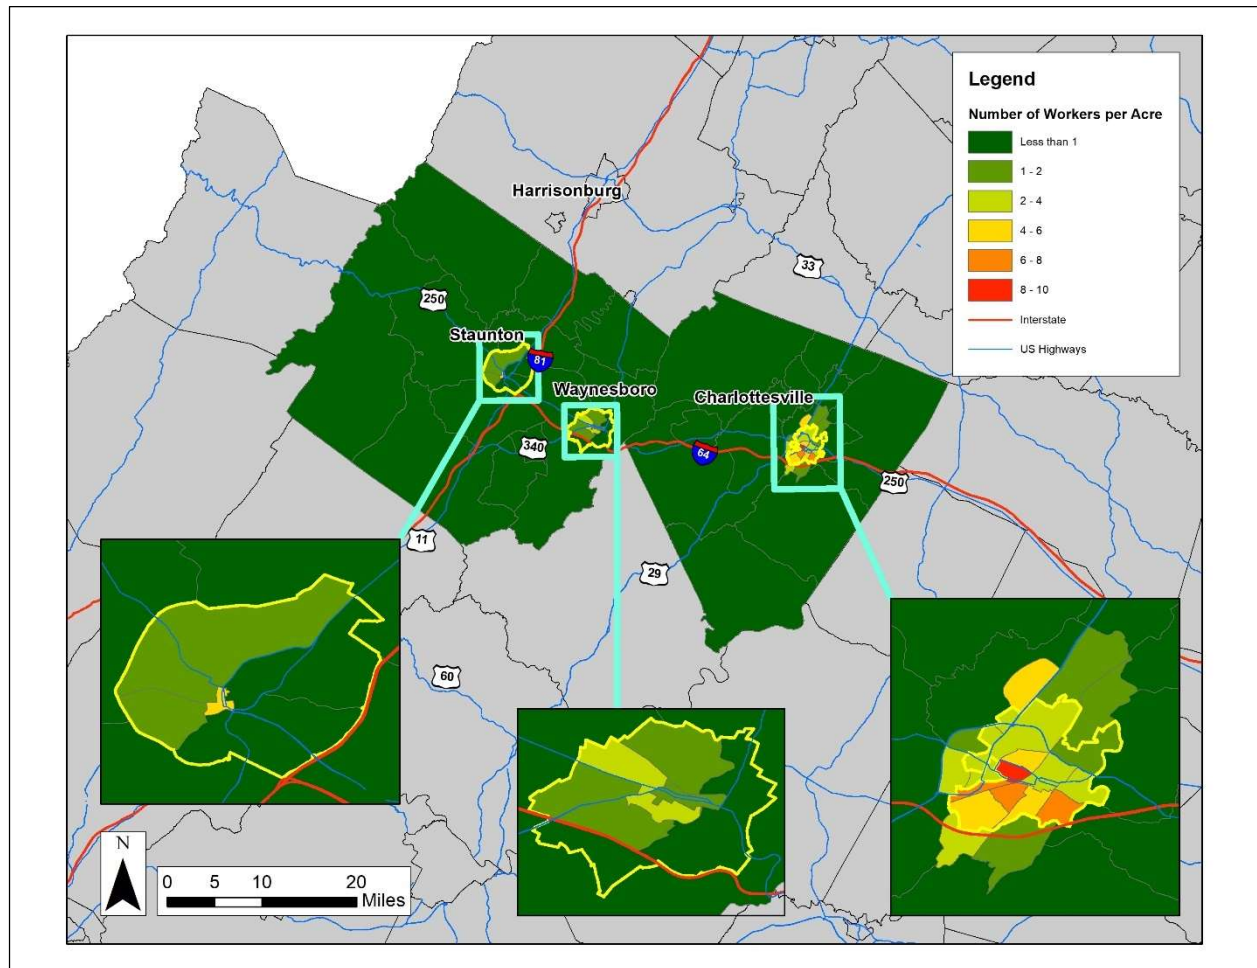 Legend
Number of Workers per Acre
Less than 1
1 - 2
2 - 4
4 - 6
6 - 8
8 - 10
Interstate
US Highways
Harrisonburg
33
250
Staunton
81
Waynesboro
Charlottesville
340
64
250
11
29
60
N
0 5 10 20
Miles